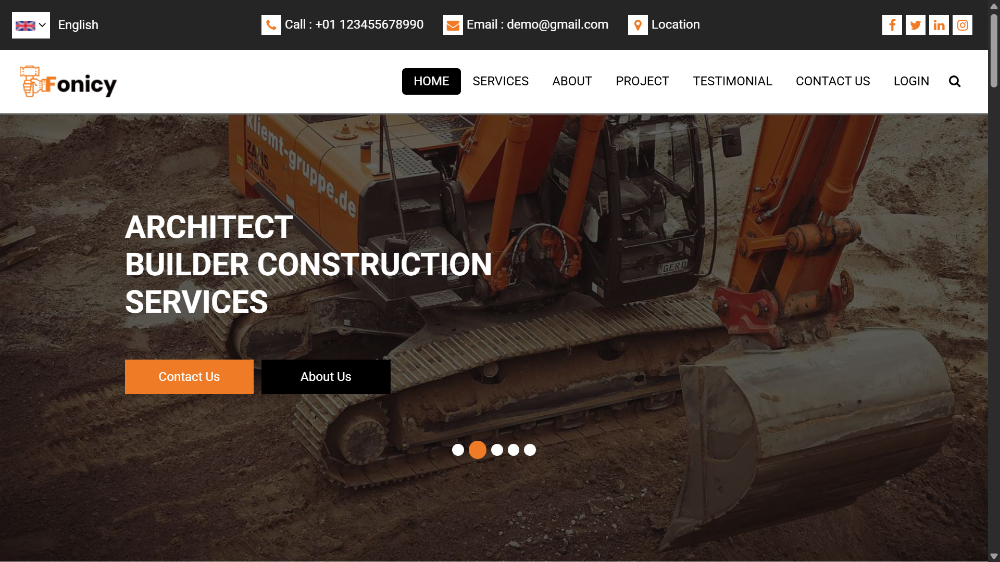 English
Call : +01 123455678990
Email : demo@gmail.com
Location
Fonicy
HOME
SERVICES
ABOUT
PROJECT
TESTIMONIAL
CONTACT US
LOGIN
kliemt-gruppe.de
ZAXIS
350LCN
GERD
ARCHITECT
BUILDER CONSTRUCTION
SERVICES
Contact Us
About Us